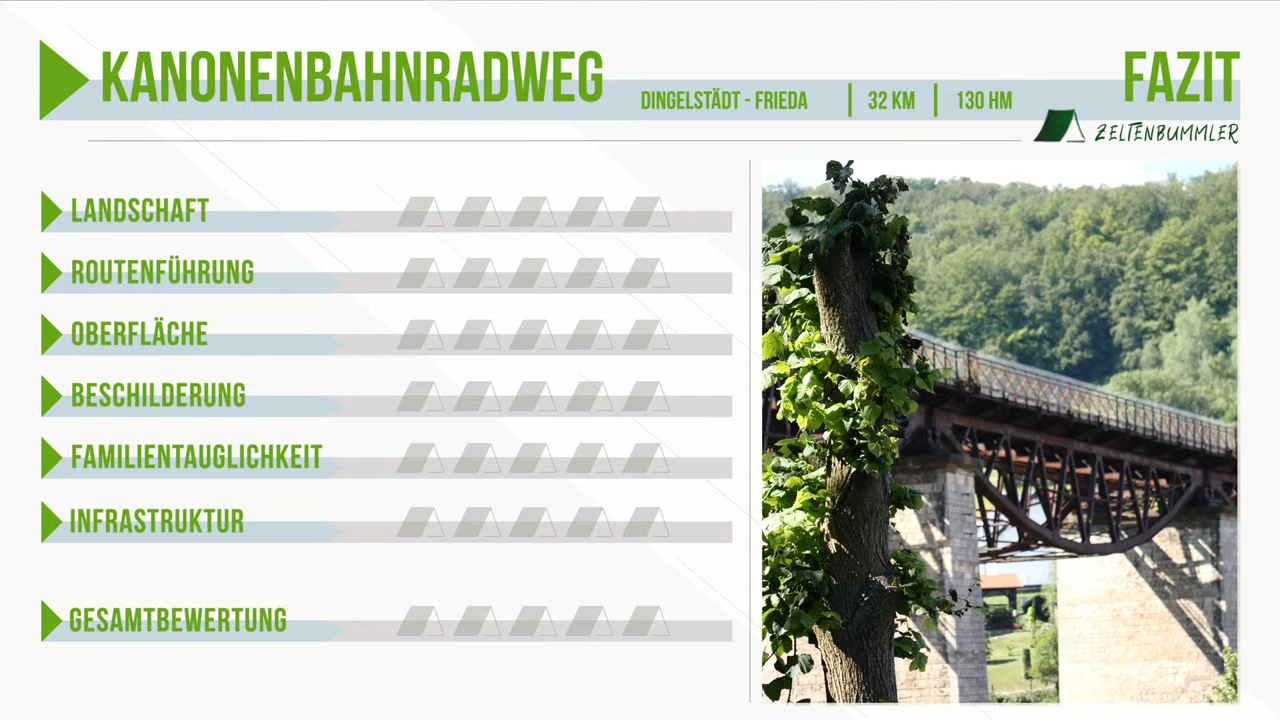 KANONENBAHNRADWEG
DINGELSTÄDT - FRIEDA | 32 KM | 130 HM
FAZIT
ZELTENBUMMLER
LANDSCHAFT
ROUTENFÜHRUNG
OBERFLÄCHE
BESCHILDERUNG
FAMILIENTAUGLICHKEIT
INFRASTRUKTUR
GESAMTBEWERTUNG